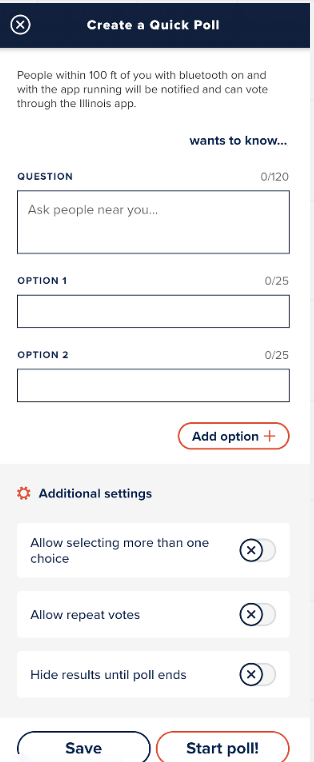 Create a Quick Poll
People within 100 ft of you with bluetooth on and
with the app running will be notified and can vote
through the Illinois app.
wants to know...
QUESTION 0/120
Ask people near you...
OPTION 1 0/25
OPTION 2 0/25
Add option +
Additional settings
Allow selecting more than one
choice
Allow repeat votes
Hide results until poll ends
Save Start poll!